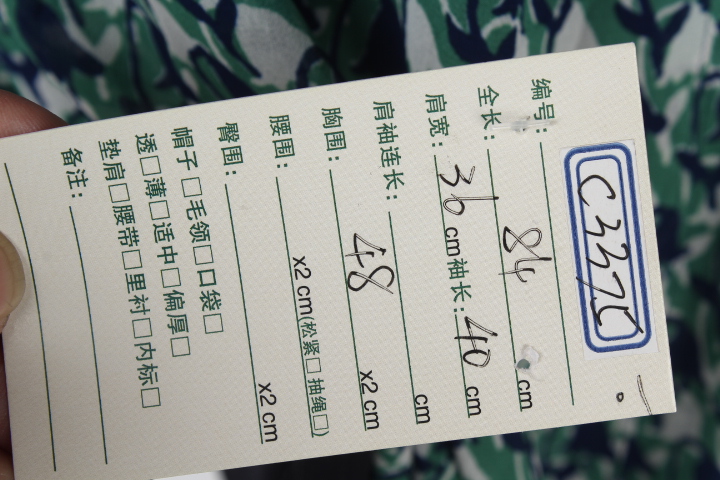 编号: C3375
全长: 84 cm
肩宽: 36 cm 袖长: 40 cm
肩袖连长: cm
胸围: 48 x2 cm
腰围: x2 cm(松紧□抽绳□)
臀围: x2 cm
帽子□毛领□口袋□
透□薄□适中□偏厚□
垫肩□腰带□里衬□内标□
备注: